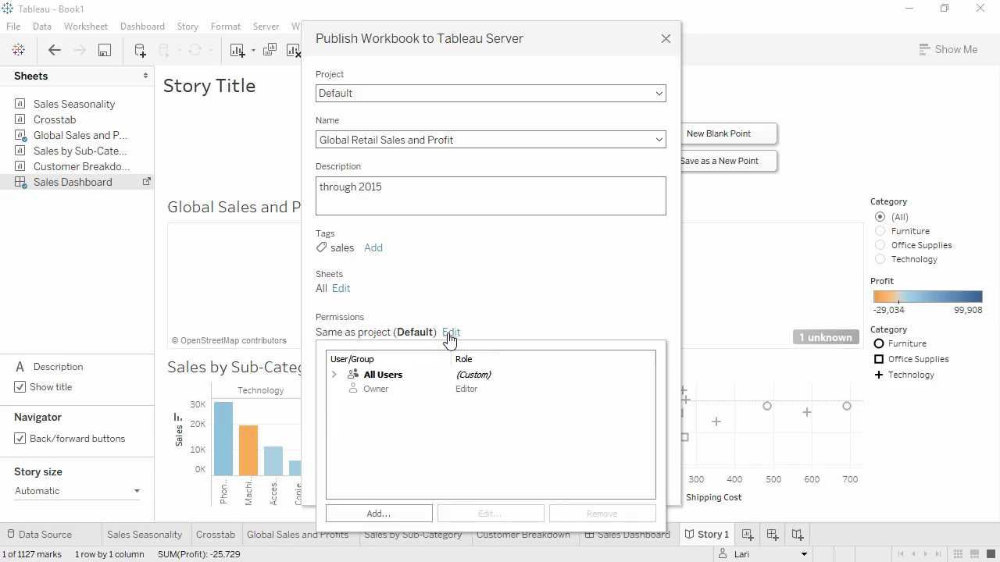 Tableau - Book1
File Data Worksheet Dashboard Story Format Server W
Show Me
Sheets
Sales Seasonality
Crosstab
Global Sales and P...
Sales by Sub-Cate...
Customer Breakdo...
Sales Dashboard
Description
Show title
Navigator
Back/forward buttons
Story size
Automatic
Story Title
Global Sales and P
© OpenStreetMap contributors
Sales by Sub-Categ
Technology
Sales
30K
20K
10K
0K
Phon..
Machi..
Acces..
Copie
Publish Workbook to Tableau Server
Project
Default
Name
Global Retail Sales and Profit
Description
through 2015
Tags
sales Add
Sheets
All Edit
Permissions
Same as project (Default) Edit
User/Group Role
All Users (Custom)
Owner Editor
Add... Edit... Remove
New Blank Point
Save as a New Point
1 unknown
300 400 500 600 700
Shipping Cost
Category
(All)
Furniture
Office Supplies
Technology
Profit
-29,034 99,908
Category
Furniture
Office Supplies
Technology
Data Source Sales Seasonality Crosstab Global Sales and Profits Sales by Sub-Category Customer Breakdown Sales Dashboard Story 1
1 of 1127 marks 1 row by 1 column SUM(Profit): -25,729 Lari